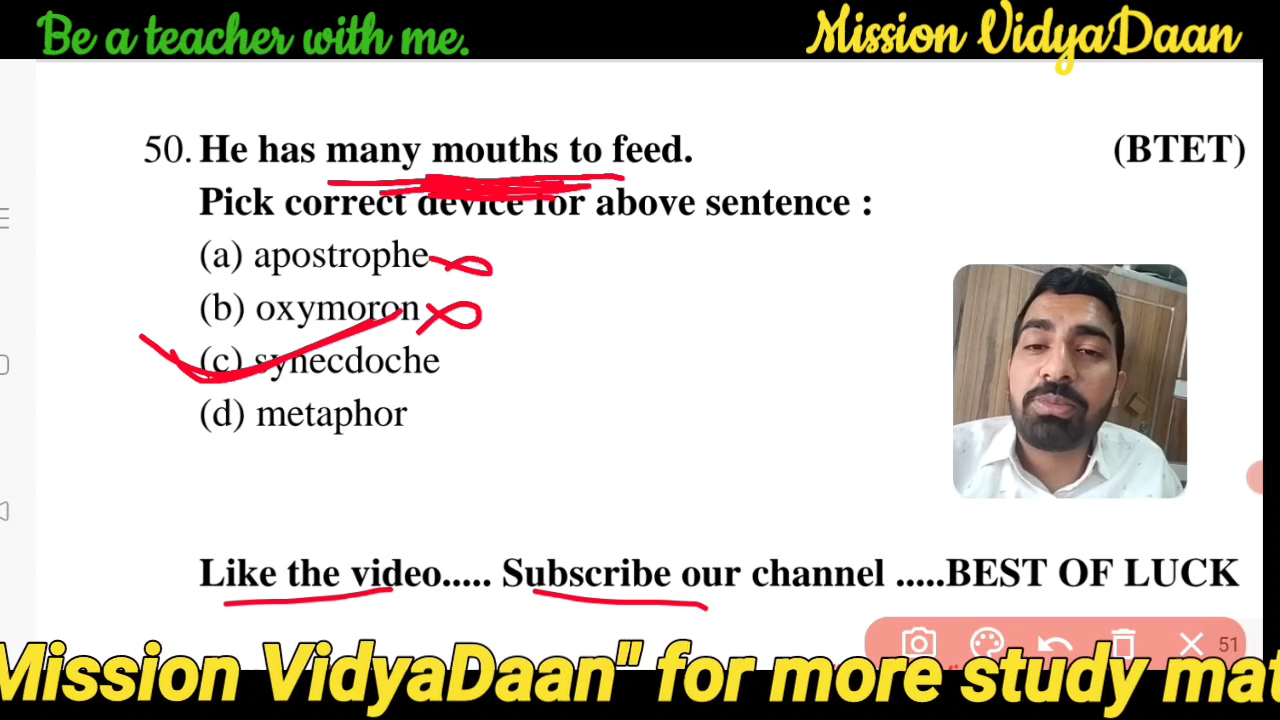 Be a teacher with me.
Mission VidyaDaan
50. He has many mouths to feed. (BTET)
Pick correct device for above sentence :
(a) apostrophe
(b) oxymoron
(c) synecdoche
(d) metaphor
Like the video..... Subscribe our channel .....BEST OF LUCK
51
Mission VidyaDaan" for more study mat